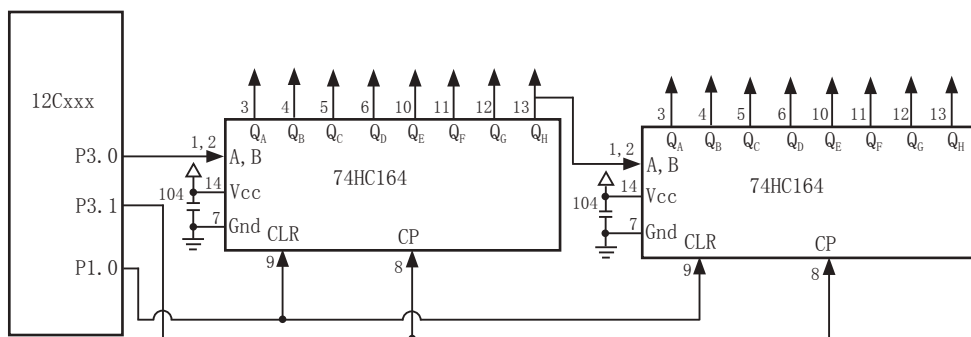 12Cxxx
P3.0
P3.1
P1.0
3 4 5 6 10 11 12 13
QA QB QC QD QE QF QG QH
1,2
A,B
74HC164
14
Vcc
104
7
Gnd
CLR
CP
9
8
3 4 5 6 10 11 12 13
QA QB QC QD QE QF QG QH
1,2
A,B
74HC164
14
Vcc
104
7
Gnd
CLR
CP
9
8